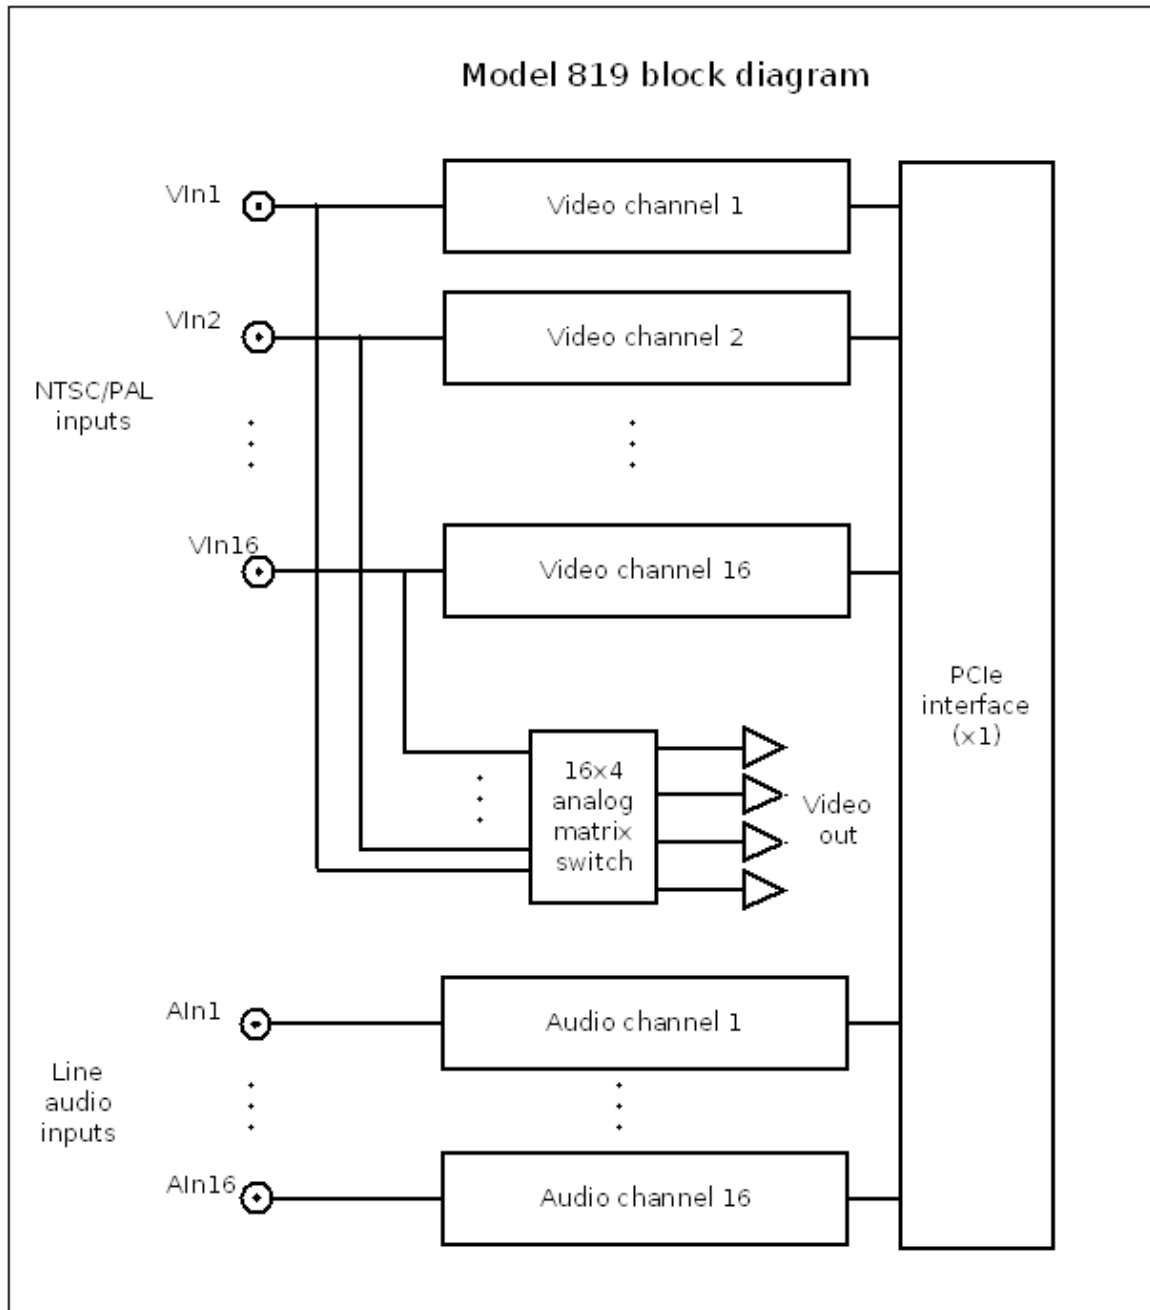 Model 819 block diagram
VIn1
Video channel 1
VIn2
Video channel 2
NTSC/PAL
inputs
VIn16
Video channel 16
PCIe
interface
(x1)
16x4
analog
matrix
switch
Video
out
AIn1
Audio channel 1
Line
audio
inputs
AIn16
Audio channel 16